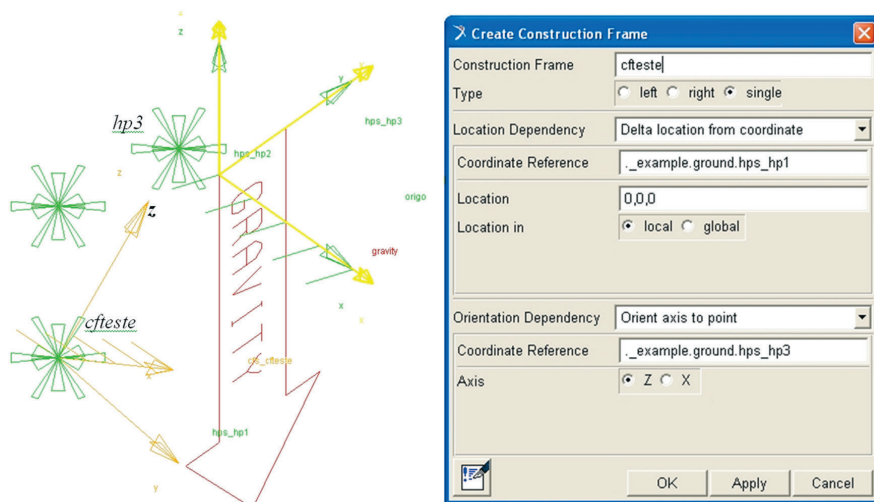 z
hp3
y
hps_hp3
hps_hp2
z
z
origo
GRAVITY
gravity
x
cfteste
cfs_cfteste
x
hps_hp1
y
Create Construction Frame
Construction Frame cfteste
Type left right single
Location Dependency Delta location from coordinate
Coordinate Reference ._example.ground.hps_hp1
Location 0,0,0
Location in local global
Orientation Dependency Orient axis to point
Coordinate Reference ._example.ground.hps_hp3
Axis Z X
OK Apply Cancel